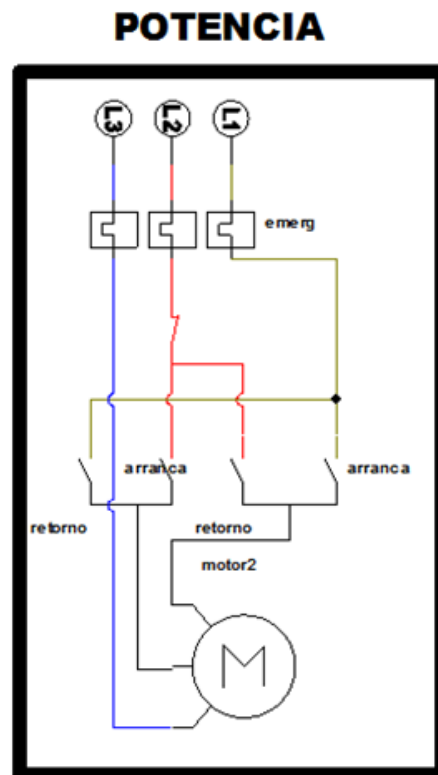 POTENCIA
L3 L2 L1
emerg
arranca arranca
retorno retorno
motor2
M